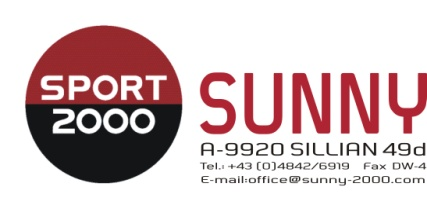 SPORT
2000
SUNNY
A-9920 SILLIAN 49d
Tel.: +43 (0)4842/6919 Fax DW-4
E-mail:office@sunny-2000.com